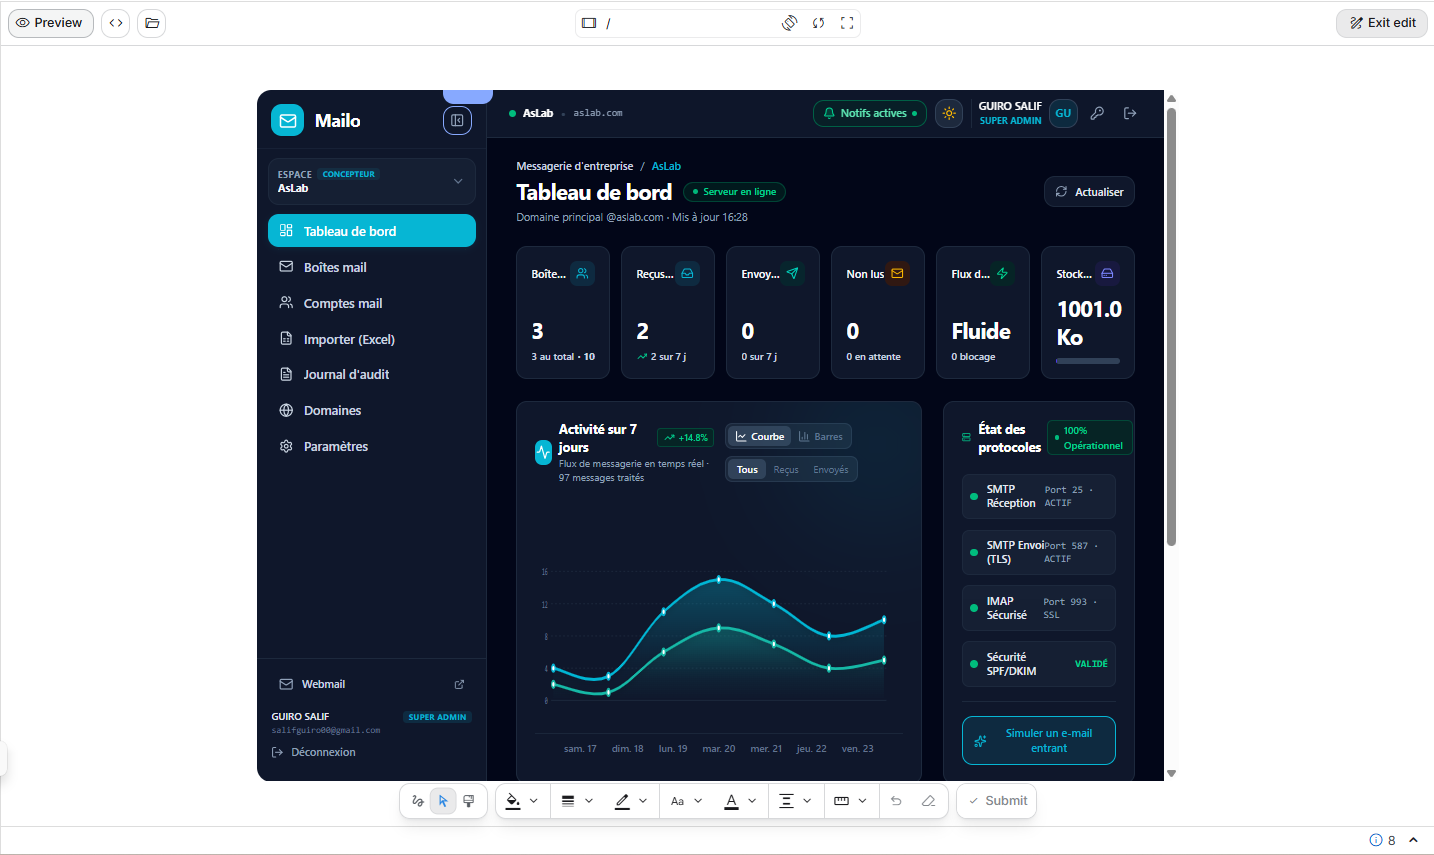 Preview
/
Exit edit
Mailo
AsLab
aslab.com
Notifs actives
GUIRO SALIF
SUPER ADMIN
GU
ESPACE CONCEPTEUR
AsLab
Tableau de bord
Boîtes mail
Comptes mail
Importer (Excel)
Journal d'audit
Domaines
Paramètres
Webmail
GUIRO SALIF SUPER ADMIN
salifguiro00@gmail.com
Déconnexion
Messagerie d'entreprise / AsLab
Tableau de bord Serveur en ligne
Domaine principal @aslab.com · Mis à jour 16:28
Actualiser
Boîte...
3
3 au total · 10
Reçus...
2
2 sur 7 j
Envoy...
0
0 sur 7 j
Non lus
0
0 en attente
Flux d...
Fluide
0 blocage
Stock...
1001.0
Ko
Activité sur 7
jours
+14.8%
Flux de messagerie en temps réel ·
97 messages traités
Courbe Barres
Tous Reçus Envoyés
16
12
8
4
0
sam. 17 dim. 18 lun. 19 mar. 20 mer. 21 jeu. 22 ven. 23
État des
protocoles
100%
Opérationnel
SMTP
Réception
Port 25 ·
ACTIF
SMTP Envoi
(TLS)
Port 587 ·
ACTIF
IMAP
Sécurisé
Port 993 ·
SSL
Sécurité
SPF/DKIM
VALIDÉ
Simuler un e-mail
entrant
Aa
A
Submit
8